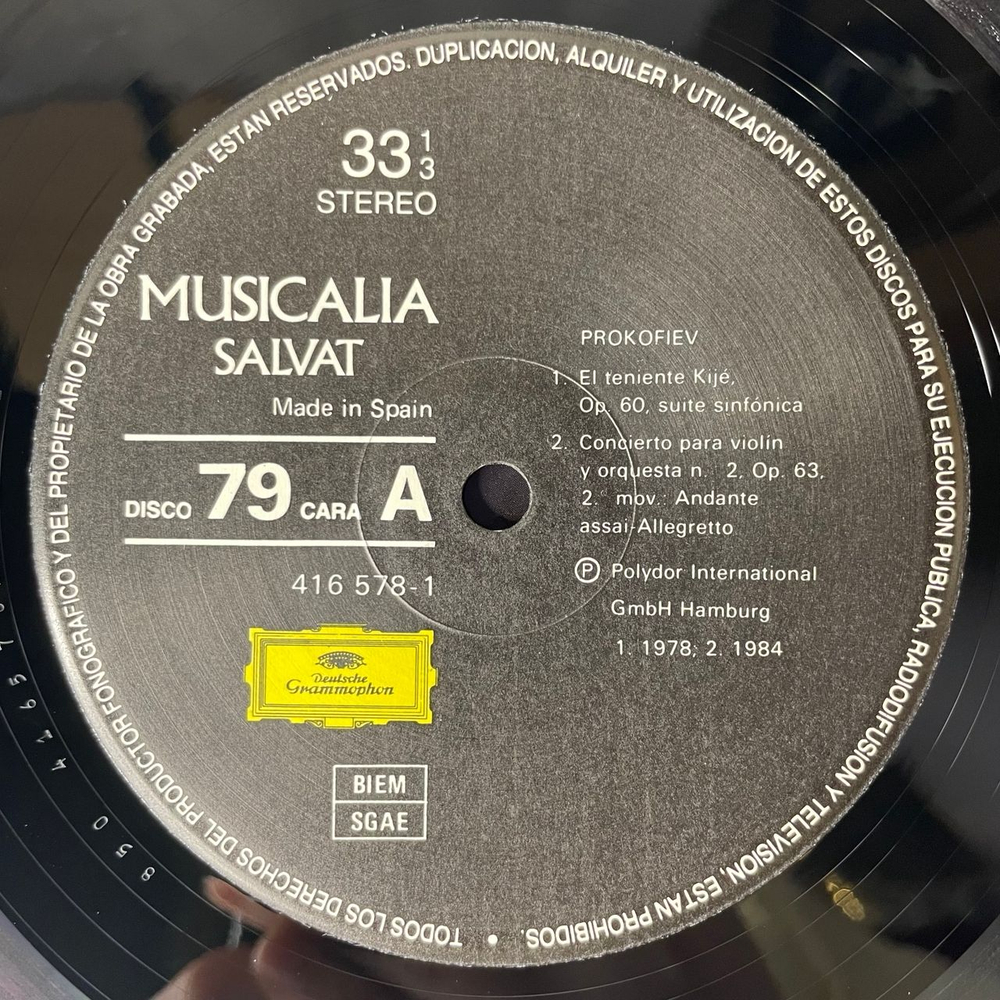 TODOS LOS DERECHOS DEL PRODUCTOR FONOGRAFICO Y DEL PROPIETARIO DE LA OBRA GRABADA, ESTAN RESERVADOS. DUPLICACION, ALQUILER Y UTILIZACION DE ESTOS DISCOS PARA SU EJECUCION PUBLICA, RADIODIFUSION Y TELEVISION, ESTAN PROHIBIDOS. •
33 1/3
STEREO
MUSICALIA
SALVAT
Made in Spain
DISCO 79 CARA A
416 578-1
Deutsche
Grammophon
BIEM
SGAE
PROKOFIEV
1. El teniente Kijé,
Op. 60, suite sinfónica
2. Concierto para violín
y orquesta n. 2, Op. 63,
2. mov.: Andante
assai-Allegretto
Ⓟ Polydor International
GmbH Hamburg
1. 1978; 2. 1984